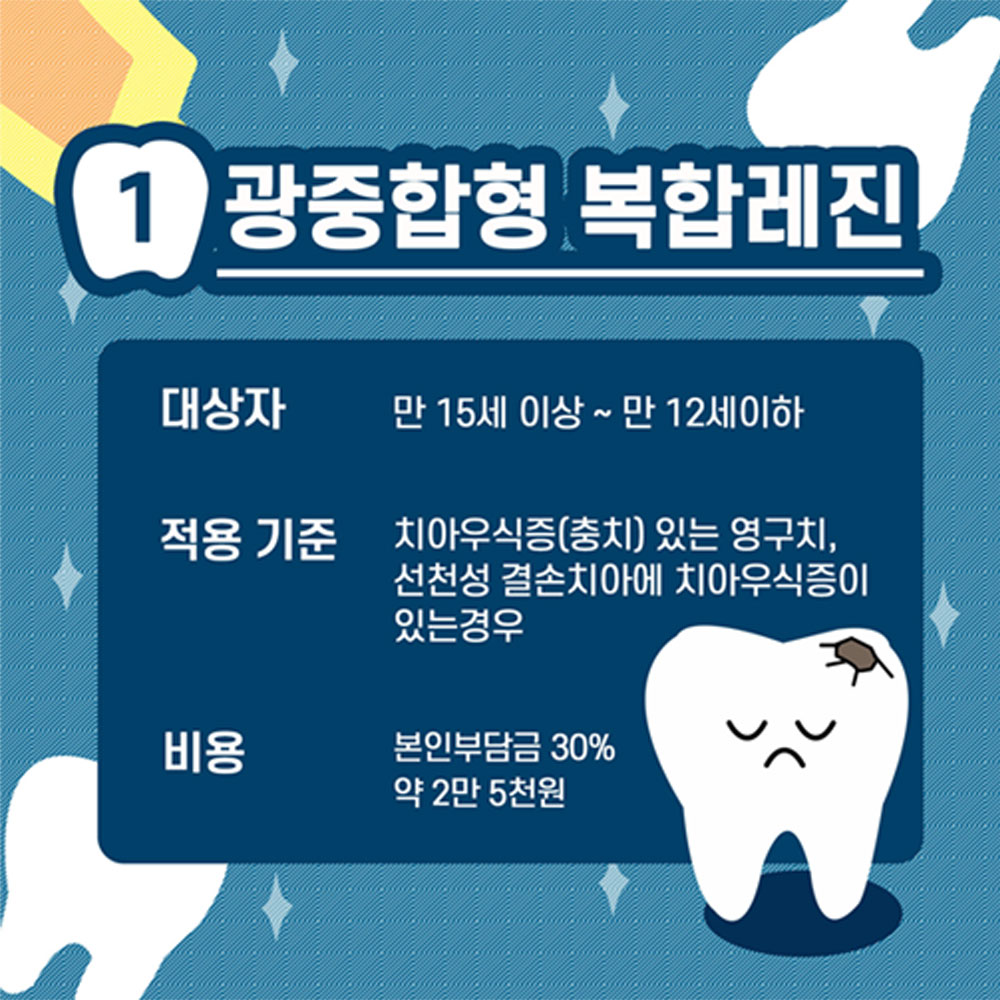 1 광중합형 복합레진
대상자 만 15세 이상 ~ 만 12세이하
적용 기준 치아우식증(충치) 있는 영구치,
선천성 결손치아에 치아우식증이
있는경우
비용 본인부담금 30%
약 2만 5천원